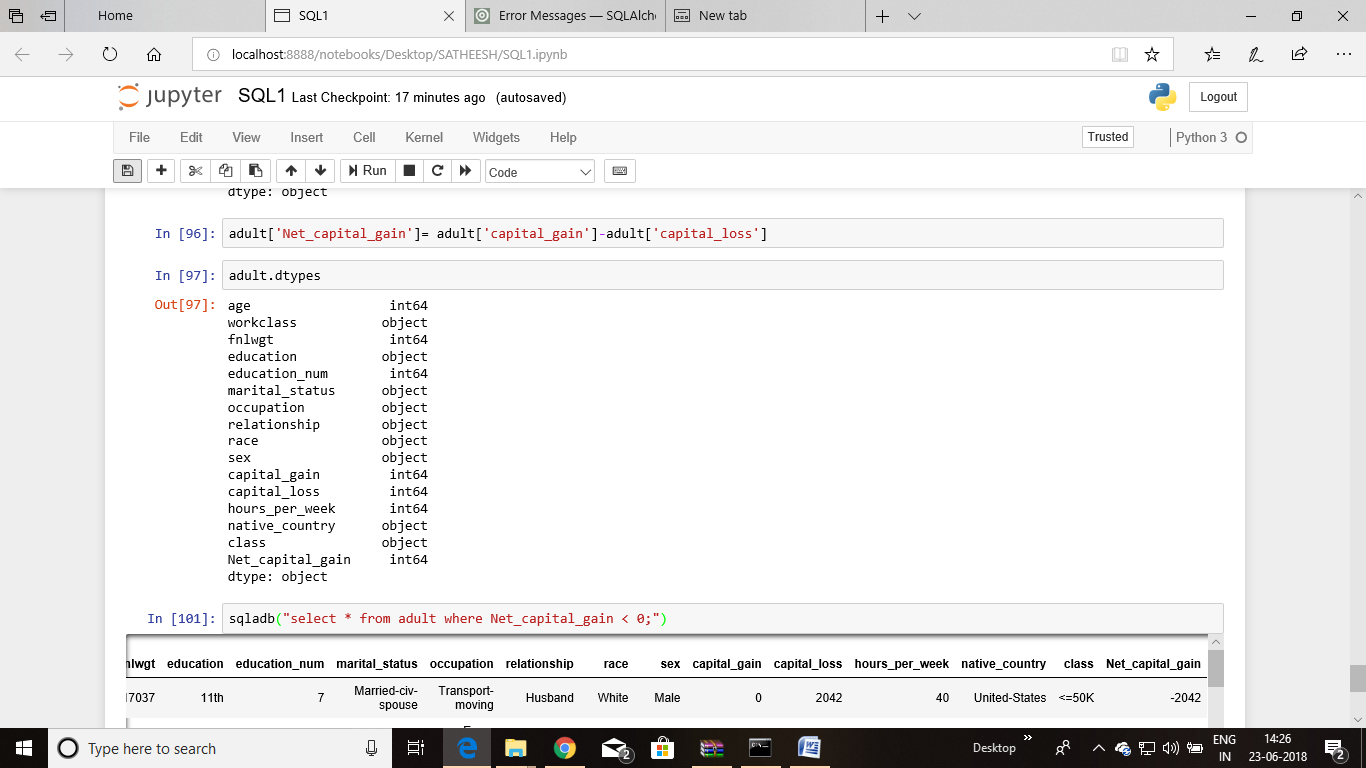 Home SQL1 Error Messages — SQLAlch New tab
localhost:8888/notebooks/Desktop/SATHEESH/SQL1.ipynb
jupyter SQL1 Last Checkpoint: 17 minutes ago (autosaved) Logout
File Edit View Insert Cell Kernel Widgets Help Trusted Python 3
Run Code
dtype: object
In [96]: adult['Net_capital_gain']= adult['capital_gain']-adult['capital_loss']
In [97]: adult.dtypes
Out[97]: age int64
workclass object
fnlwgt int64
education object
education_num int64
marital_status object
occupation object
relationship object
race object
sex object
capital_gain int64
capital_loss int64
hours_per_week int64
native_country object
class object
Net_capital_gain int64
dtype: object
In [101]: sqladb("select * from adult where Net_capital_gain < 0;")
nlwgt education education_num marital_status occupation relationship race sex capital_gain capital_loss hours_per_week native_country class Net_capital_gain
17037 11th 7 Married-civ-spouse Transport-moving Husband White Male 0 2042 40 United-States <=50K -2042
Type here to search 2 Desktop » ENG IN 14:26 23-06-2018 2